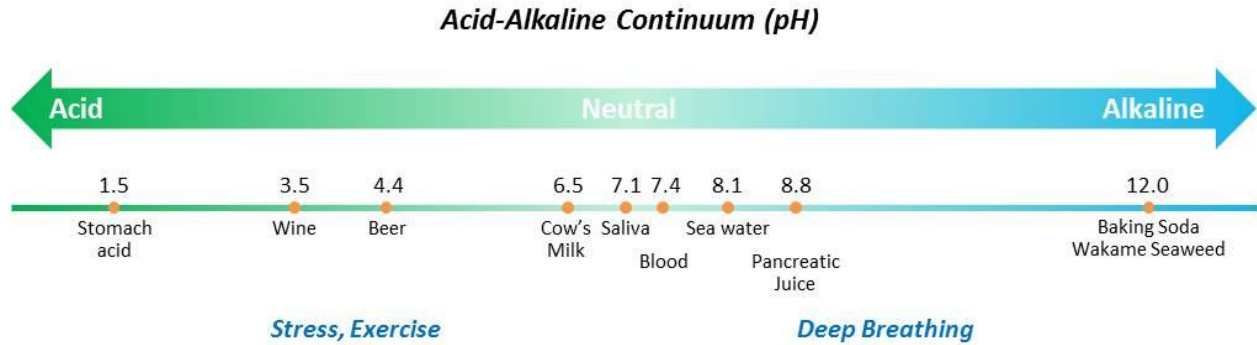 Acid-Alkaline Continuum (pH)
Acid
Neutral
Alkaline
1.5
3.5
4.4
6.5
7.1
7.4
8.1
8.8
12.0
Stomach
acid
Wine
Beer
Cow's
Milk
Saliva
Blood
Sea water
Pancreatic
Juice
Baking Soda
Wakame Seaweed
Stress, Exercise
Deep Breathing